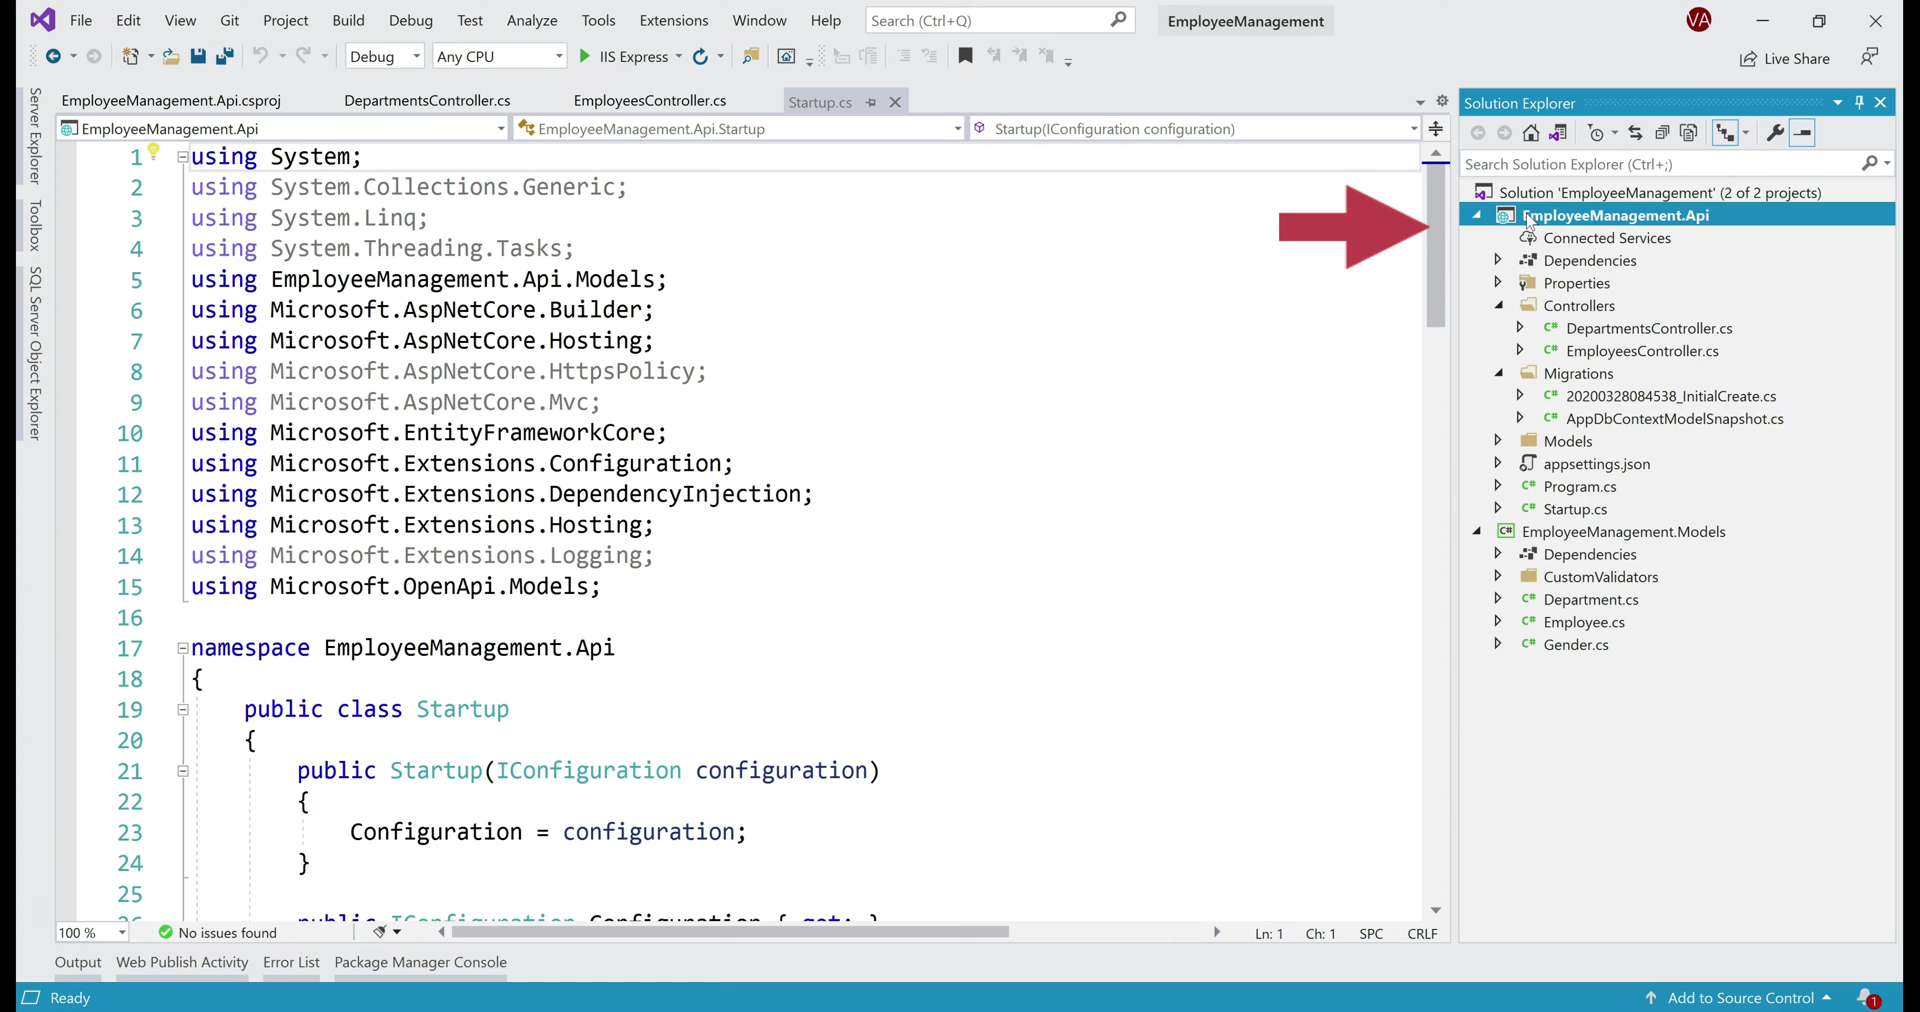 File Edit View Git Project Build Debug Test Analyze Tools Extensions Window Help Search (Ctrl+Q) EmployeeManagement VA
Debug Any CPU IIS Express Live Share
EmployeeManagement.Api.csproj DepartmentsController.cs EmployeesController.cs Startup.cs
EmployeeManagement.Api EmployeeManagement.Api.Startup Startup(IConfiguration configuration)
Server Explorer
Toolbox
SQL Server Object Explorer
1 using System;
2 using System.Collections.Generic;
3 using System.Linq;
4 using System.Threading.Tasks;
5 using EmployeeManagement.Api.Models;
6 using Microsoft.AspNetCore.Builder;
7 using Microsoft.AspNetCore.Hosting;
8 using Microsoft.AspNetCore.HttpsPolicy;
9 using Microsoft.AspNetCore.Mvc;
10 using Microsoft.EntityFrameworkCore;
11 using Microsoft.Extensions.Configuration;
12 using Microsoft.Extensions.DependencyInjection;
13 using Microsoft.Extensions.Hosting;
14 using Microsoft.Extensions.Logging;
15 using Microsoft.OpenApi.Models;
16
17 namespace EmployeeManagement.Api
18 {
19 public class Startup
20 {
21 public Startup(IConfiguration configuration)
22 {
23 Configuration = configuration;
24 }
25
26 public IConfiguration Configuration { get; }
100 % No issues found Ln: 1 Ch: 1 SPC CRLF
Solution Explorer
Search Solution Explorer (Ctrl+;)
Solution 'EmployeeManagement' (2 of 2 projects)
EmployeeManagement.Api
Connected Services
Dependencies
Properties
Controllers
C# DepartmentsController.cs
C# EmployeesController.cs
Migrations
C# 20200328084538_InitialCreate.cs
C# AppDbContextModelSnapshot.cs
Models
appsettings.json
C# Program.cs
C# Startup.cs
C# EmployeeManagement.Models
Dependencies
CustomValidators
C# Department.cs
C# Employee.cs
C# Gender.cs
Output Web Publish Activity Error List Package Manager Console
Ready Add to Source Control 1